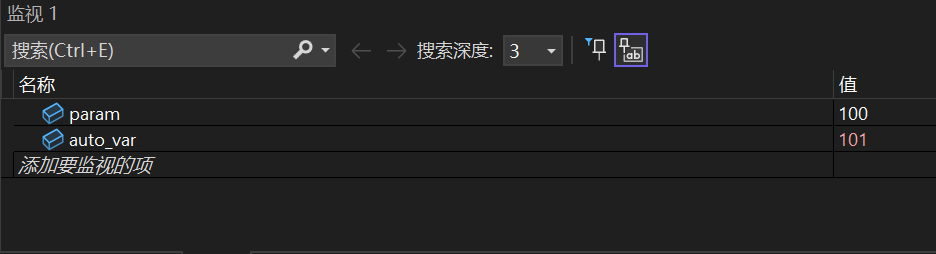 监视 1
搜索(Ctrl+E) 搜索深度: 3 ab
名称 值
param 100
auto_var 101
添加要监视的项